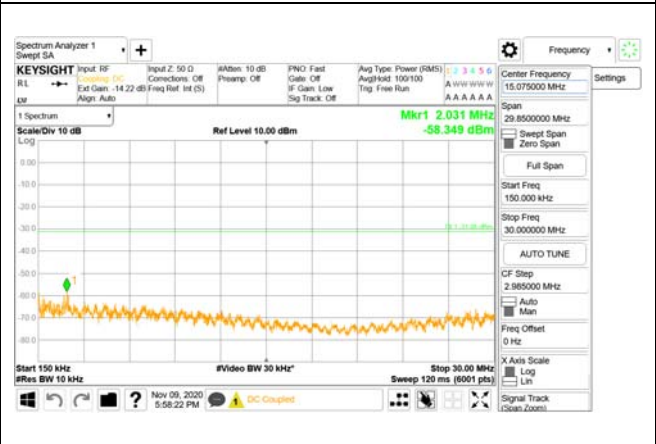 Spectrum Analyzer 1
Swept SA
Frequency
KEYSIGHT
RL
Input: RF
Coupling: DC
Ext Gain: -14.22 dB
Align: Auto
Input Z: 50 Ω
Corrections: Off
Freq Ref: Int (S)
#Atten: 10 dB
Preamp: Off
PNO: Fast
Gate: Off
IF Gain: Low
Sig Track: Off
Avg Type: Power (RMS)
Avg|Hold: 100/100
Trig: Free Run
1 2 3 4 5 6
A W W W W W
A A A A A A
Center Frequency
15.075000 MHz
Settings
Span
29.8500000 MHz
Swept Span
Zero Span
Full Span
Start Freq
150.000 kHz
Stop Freq
30.000000 MHz
AUTO TUNE
CF Step
2.985000 MHz
Auto
Man
Freq Offset
0 Hz
X Axis Scale
Log
Lin
Signal Track
(Span Zoom)
1 Spectrum
Scale/Div 10 dB
Ref Level 10.00 dBm
Mkr1 2.031 MHz
-58.349 dBm
Log
0.00
-10.0
-20.0
-30.0
-40.0
-50.0
-60.0
-70.0
-80.0
1
Start 150 kHz
#Res BW 10 kHz
#Video BW 30 kHz*
Stop 30.00 MHz
Sweep 120 ms (6001 pts)
?
Nov 09, 2020
5:58:22 PM
1
DC Coupled